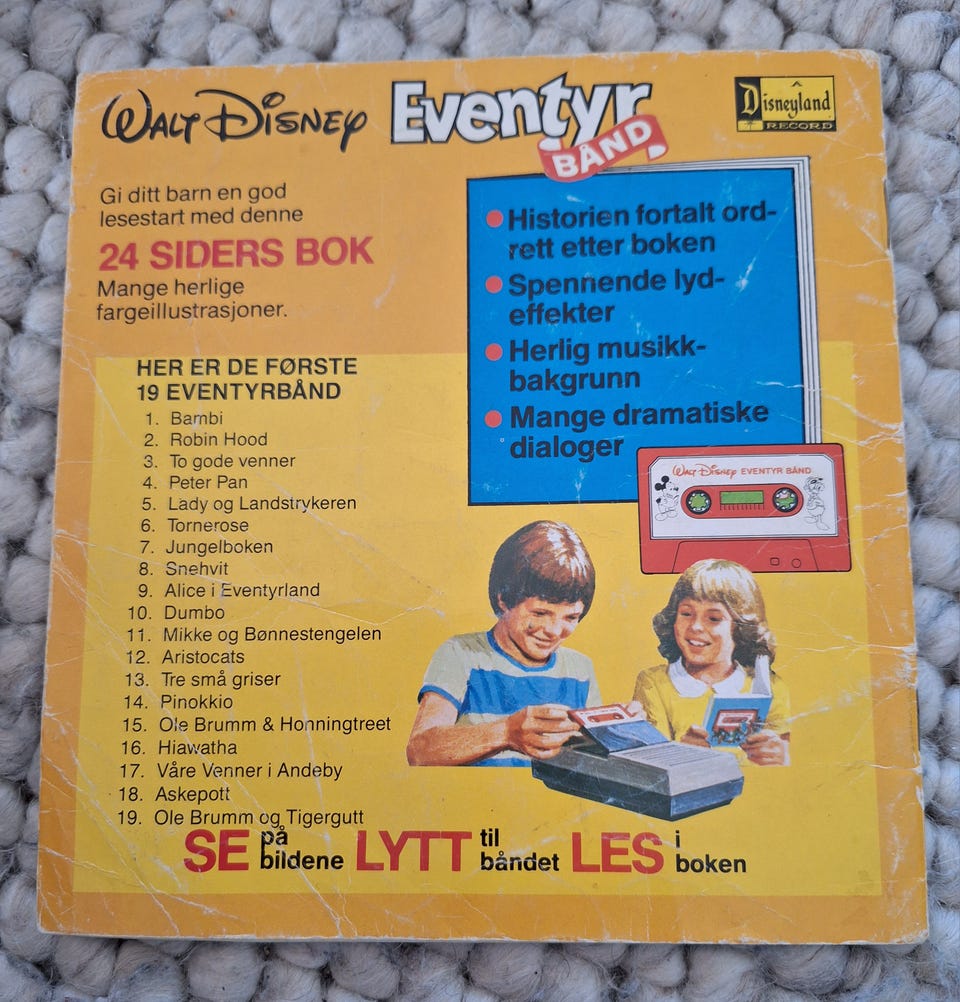 WALT DISNEY Eventyr
BÅND
Disneyland
RECORD
Gi ditt barn en god
lesestart med denne
24 SIDERS BOK
Mange herlige
fargeillustrasjoner.
Historien fortalt ord-
rett etter boken
Spennende lyd-
effekter
Herlig musikk-
bakgrunn
Mange dramatiske
dialoger
WALT DISNEY EVENTYR BÅND
HER ER DE FØRSTE
19 EVENTYRBÅND
1. Bambi
2. Robin Hood
3. To gode venner
4. Peter Pan
5. Lady og Landstrykeren
6. Tornerose
7. Jungelboken
8. Snehvit
9. Alice i Eventyrland
10. Dumbo
11. Mikke og Bønnestengelen
12. Aristocats
13. Tre små griser
14. Pinokkio
15. Ole Brumm & Honningtreet
16. Hiawatha
17. Våre Venner i Andeby
18. Askepott
19. Ole Brumm og Tigergutt
SE på bildene LYTT til båndet LES i boken